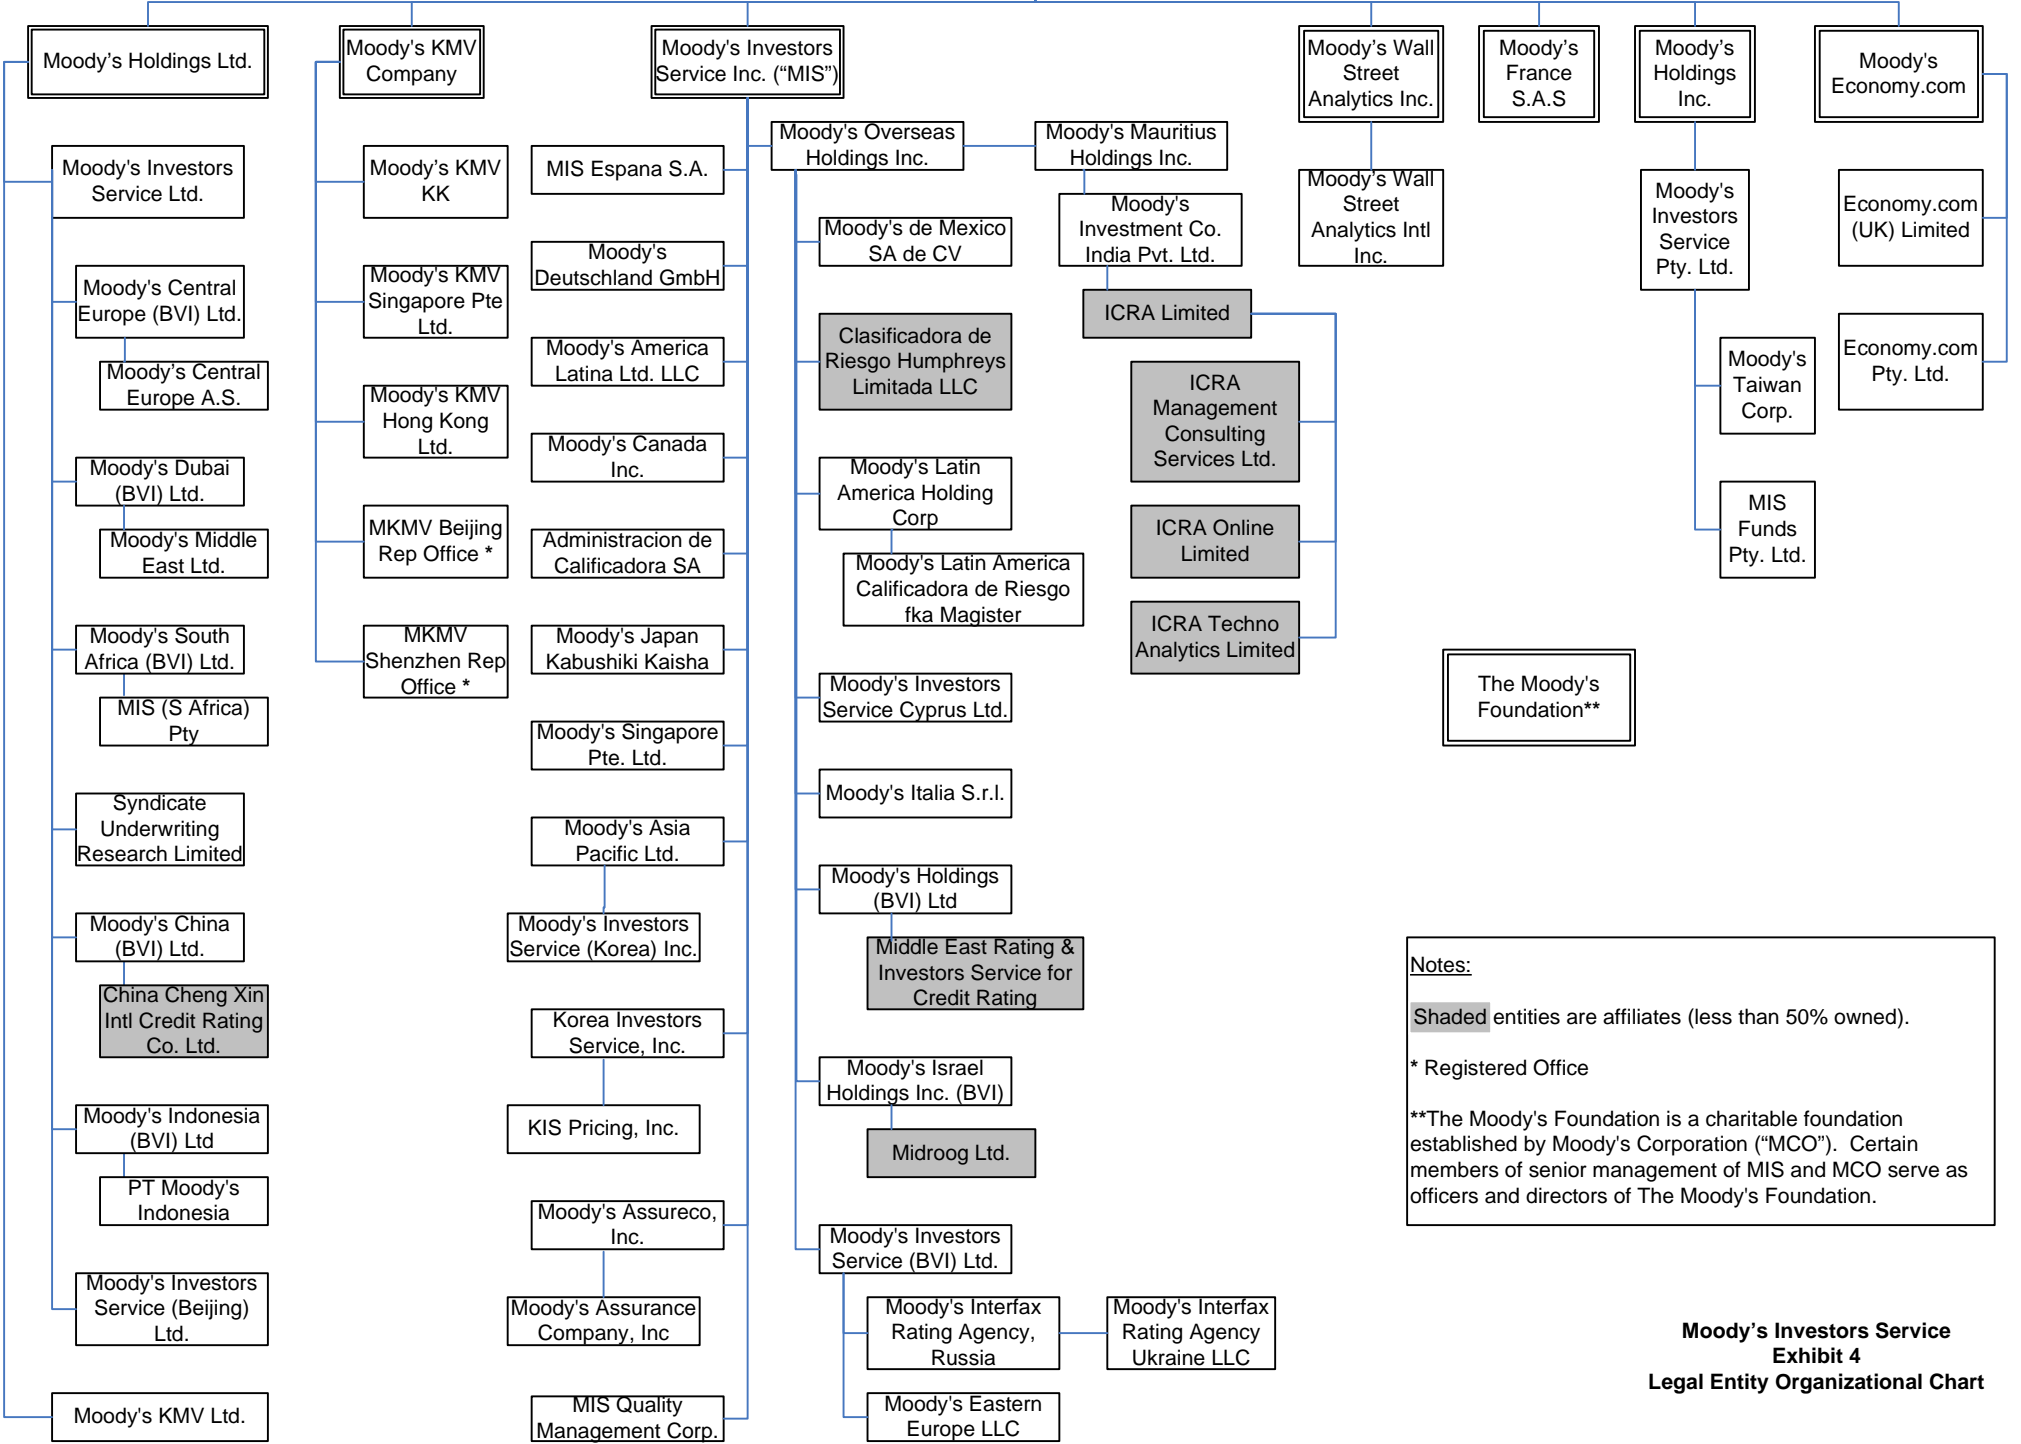 Moody’s Holdings Ltd.
Moody's KMV
Company
Moody's Investors
Service Inc. (“MIS”)
Moody’s Wall
Street
Analytics Inc.
Moody’s
France
S.A.S
Moody’s
Holdings
Inc.
Moody's
Economy.com
Moody's Investors
Service Ltd.
Moody's Central
Europe (BVI) Ltd.
Moody’s Central
Europe A.S.
Moody's Dubai
(BVI) Ltd.
Moody's Middle
East Ltd.
Moody's South
Africa (BVI) Ltd.
MIS (S Africa)
Pty
Syndicate
Underwriting
Research Limited
Moody's China
(BVI) Ltd.
China Cheng Xin
Intl Credit Rating
Co. Ltd.
Moody's Indonesia
(BVI) Ltd
PT Moody's
Indonesia
Moody's Investors
Service (Beijing)
Ltd.
Moody's KMV Ltd.
Moody’s KMV
KK
Moody's KMV
Singapore Pte
Ltd.
Moody's KMV
Hong Kong
Ltd.
MKMV Beijing
Rep Office *
MKMV
Shenzhen Rep
Office *
MIS Espana S.A.
Moody's
Deutschland GmbH
Moody's America
Latina Ltd. LLC
Moody's Canada
Inc.
Administracion de
Calificadora SA
Moody's Japan
Kabushiki Kaisha
Moody's Singapore
Pte. Ltd.
Moody's Asia
Pacific Ltd.
Moody's Investors
Service (Korea) Inc.
Korea Investors
Service, Inc.
KIS Pricing, Inc.
Moody's Assureco,
Inc.
Moody's Assurance
Company, Inc
MIS Quality
Management Corp.
Moody's Overseas
Holdings Inc.
Moody's Mauritius
Holdings Inc.
Moody's de Mexico
SA de CV
Clasificadora de
Riesgo Humphreys
Limitada LLC
Moody's Latin
America Holding
Corp
Moody's Latin America
Calificadora de Riesgo
fka Magister
Moody's Investors
Service Cyprus Ltd.
Moody's Italia S.r.l.
Moody's Holdings
(BVI) Ltd
Middle East Rating &
Investors Service for
Credit Rating
Moody's Israel
Holdings Inc. (BVI)
Midroog Ltd.
Moody's Investors
Service (BVI) Ltd.
Moody's Interfax
Rating Agency,
Russia
Moody's Interfax
Rating Agency
Ukraine LLC
Moody's Eastern
Europe LLC
Moody's
Investment Co.
India Pvt. Ltd.
ICRA Limited
ICRA
Management
Consulting
Services Ltd.
ICRA Online
Limited
ICRA Techno
Analytics Limited
Moody’s Wall
Street
Analytics Intl
Inc.
Moody's
Investors
Service
Pty. Ltd.
Moody's
Taiwan
Corp.
MIS
Funds
Pty. Ltd.
Economy.com
(UK) Limited
Economy.com
Pty. Ltd.
The Moody's
Foundation**
Notes:
Shaded entities are affiliates (less than 50% owned).
* Registered Office
**The Moody's Foundation is a charitable foundation
established by Moody's Corporation (“MCO”).  Certain
members of senior management of MIS and MCO serve as
officers and directors of The Moody's Foundation.
Moody’s Investors Service
Exhibit 4
Legal Entity Organizational Chart